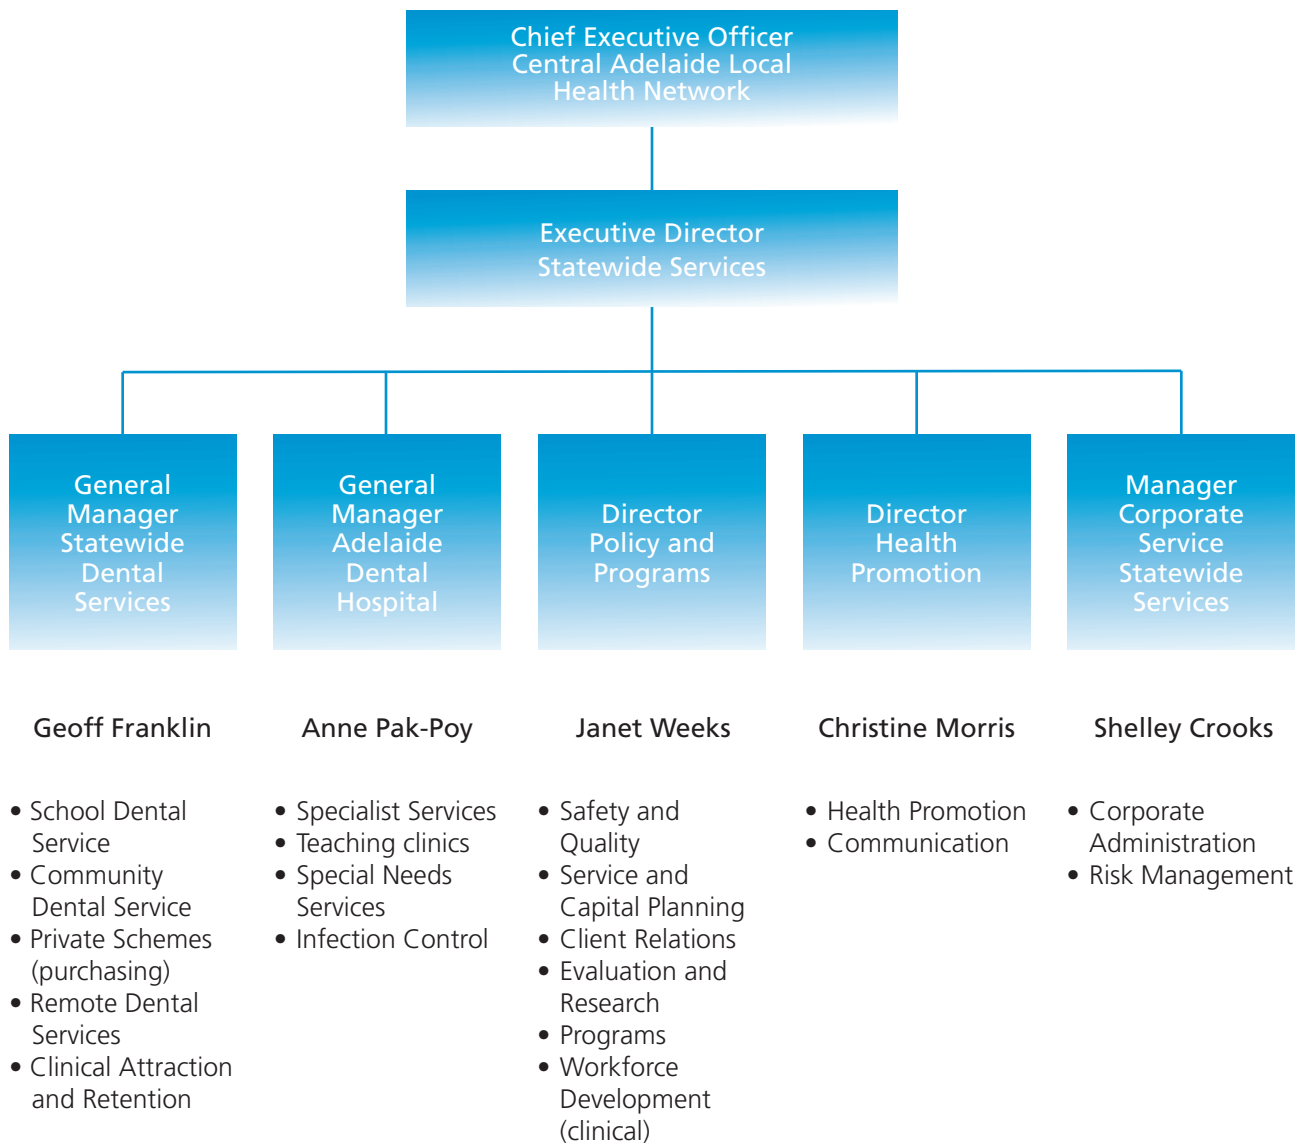 Chief Executive Officer
Central Adelaide Local
Health Network
Executive Director
Statewide Services
General
Manager
Statewide
Dental
Services
General
Manager
Adelaide
Dental
Hospital
Director
Policy and
Programs
Director
Health
Promotion
Manager
Corporate
Service
Statewide
Services
Geoff Franklin
• School Dental
Service
• Community
Dental Service
• Private Schemes
(purchasing)
• Remote Dental
Services
• Clinical Attraction
and Retention
Anne Pak-Poy
• Specialist Services
• Teaching clinics
• Special Needs
Services
• Infection Control
Janet Weeks
• Safety and
Quality
• Service and
Capital Planning
• Client Relations
• Evaluation and
Research
• Programs
• Workforce
Development
(clinical)
Christine Morris
• Health Promotion
• Communication
Shelley Crooks
• Corporate
Administration
• Risk Management